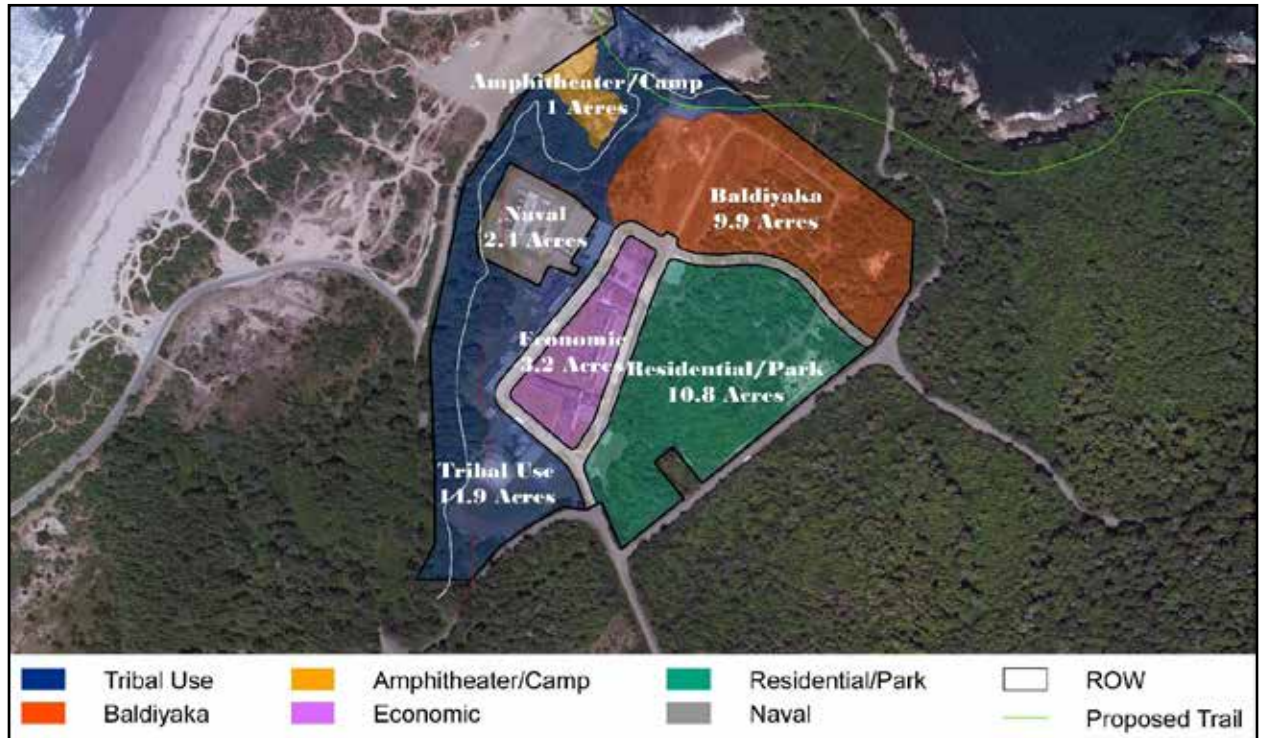 Amphitheater/Camp
1 Acres
Baldiyaka
9.9 Acres
Naval
2.4 Acres
Economic
3.2 Acres
Residential/Park
10.8 Acres
Tribal Use
14.9 Acres
Tribal Use
Amphitheater/Camp
Residential/Park
ROW
Baldiyaka
Economic
Naval
Proposed Trail